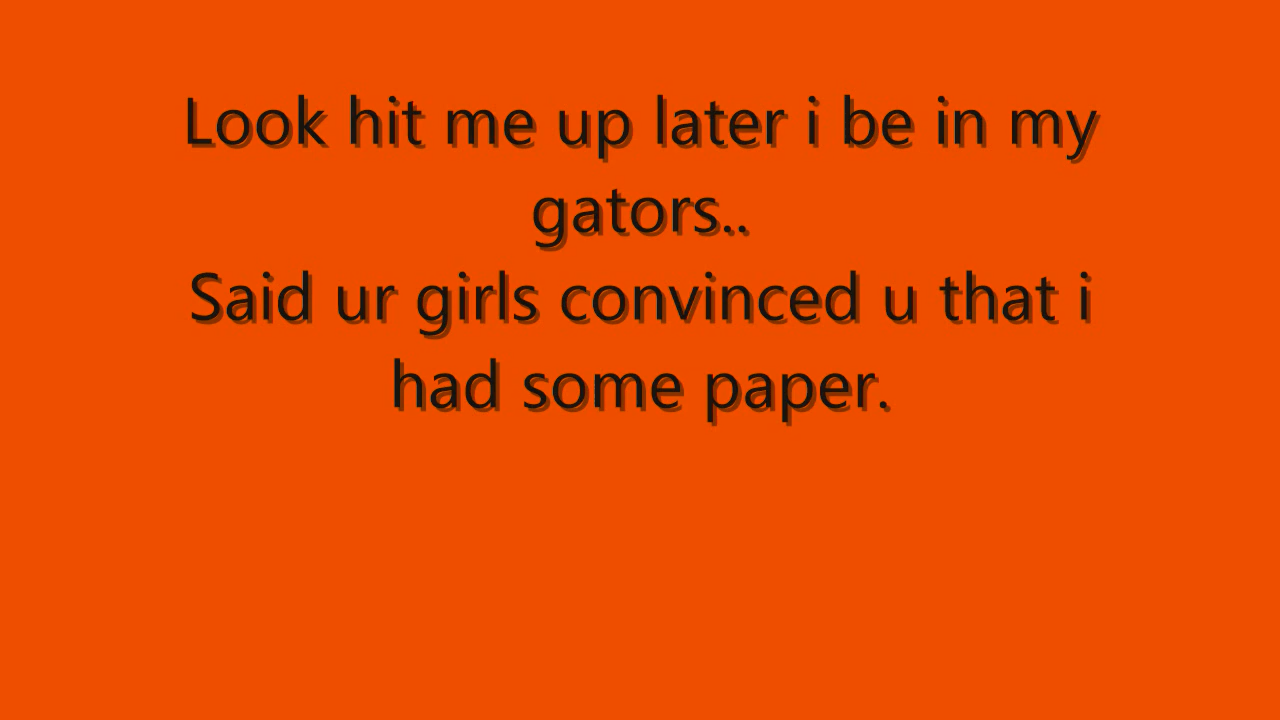 Look hit me up later i be in my
gators..
Said ur girls convinced u that i
had some paper.